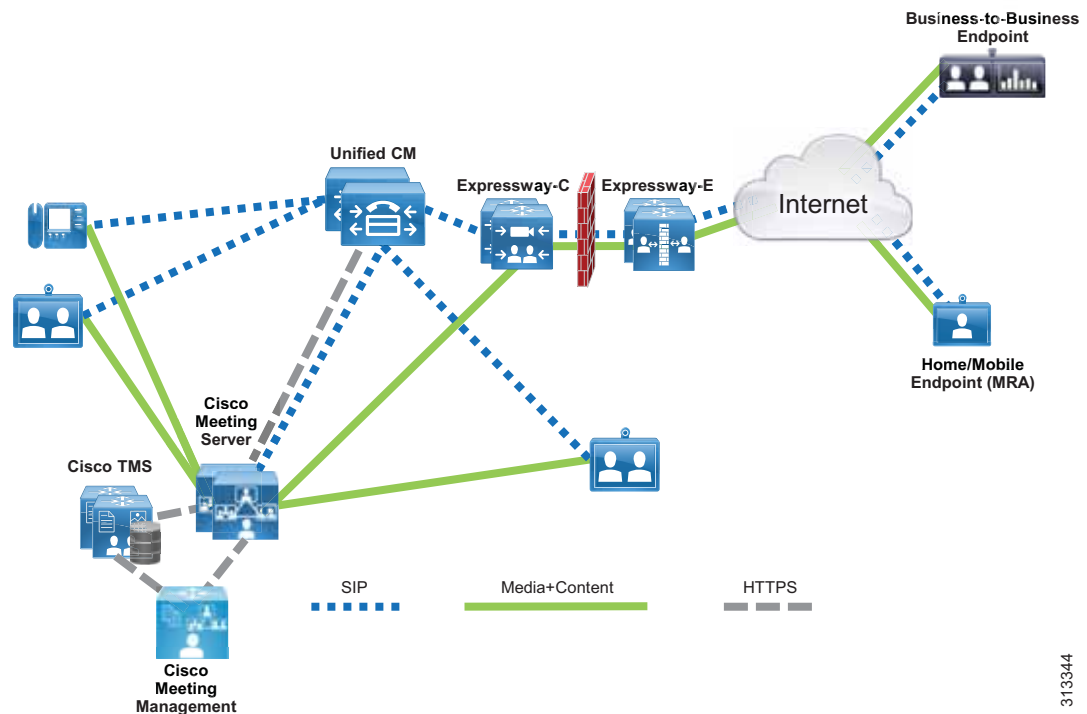 Business-to-Business
Endpoint
Unified CM
Expressway-C
Expressway-E
Internet
Home/Mobile
Endpoint (MRA)
Cisco
Meeting
Server
Cisco TMS
SIP
Media+Content
HTTPS
Cisco
Meeting
Management
313344